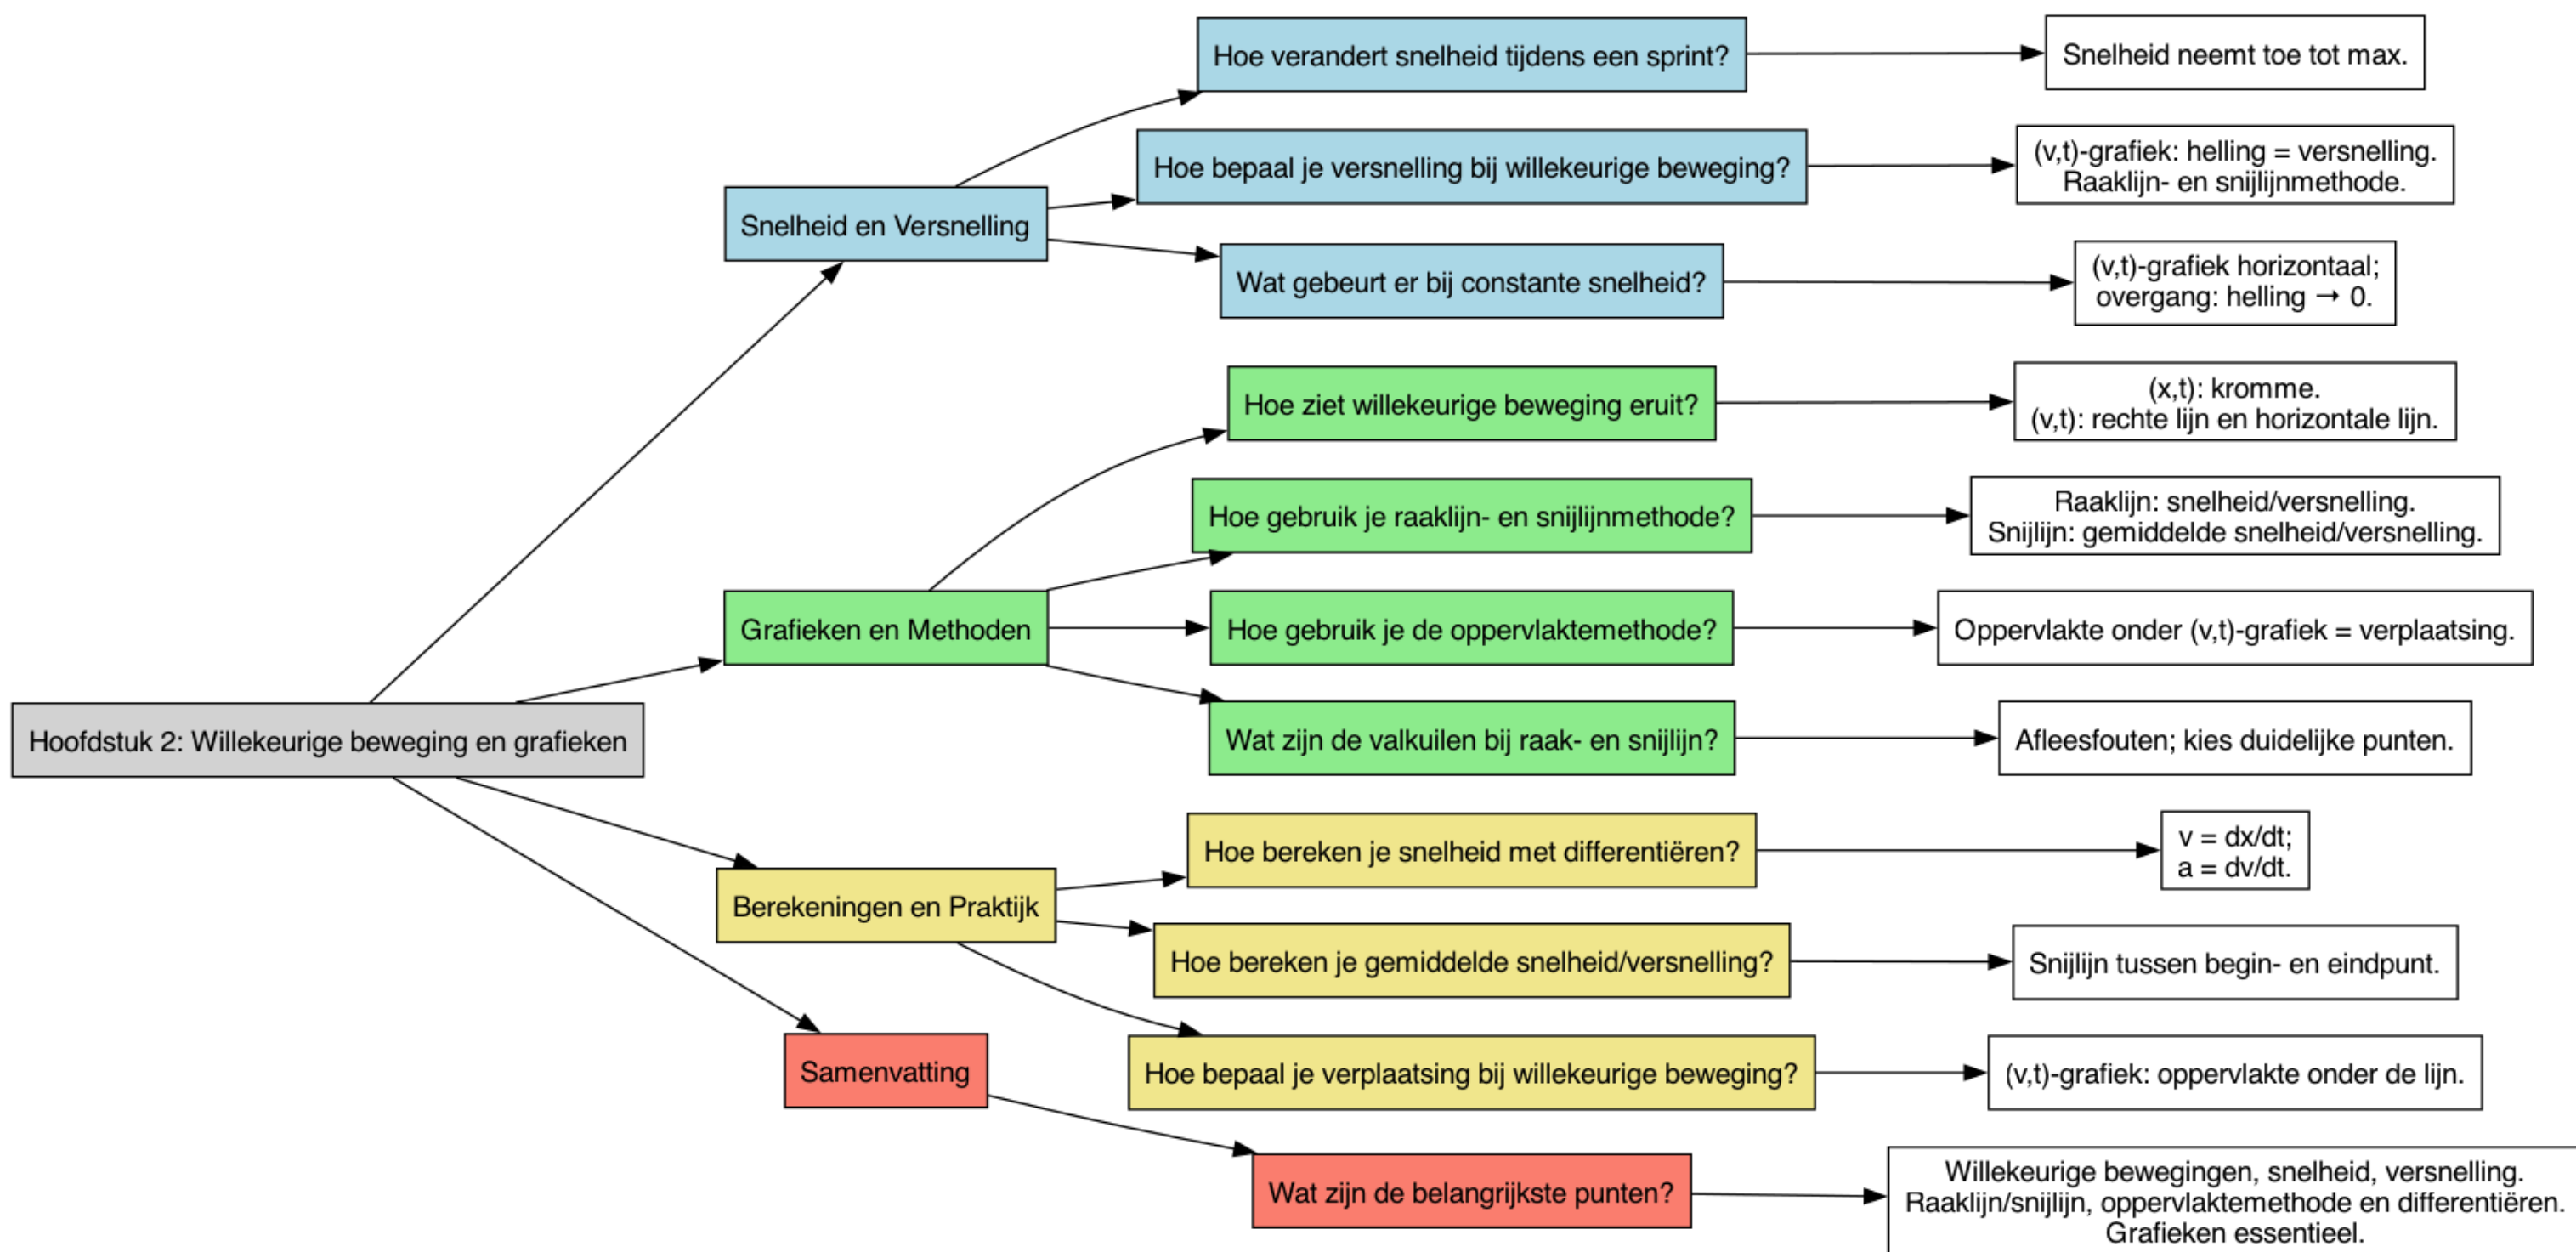 Hoofdstuk 2: Willekeurige beweging en grafieken
Snelheid en Versnelling
Hoe verandert snelheid tijdens een sprint?
Snelheid neemt toe tot max.
Hoe bepaal je versnelling bij willekeurige beweging?
(v,t)-grafiek: helling = versnelling.
Raaklijn- en snijlijnmethode.
Wat gebeurt er bij constante snelheid?
(v,t)-grafiek horizontaal;
overgang: helling → 0.
Grafieken en Methoden
Hoe ziet willekeurige beweging eruit?
(x,t): kromme.
(v,t): rechte lijn en horizontale lijn.
Hoe gebruik je raaklijn- en snijlijnmethode?
Raaklijn: snelheid/versnelling.
Snijlijn: gemiddelde snelheid/versnelling.
Hoe gebruik je de oppervlaktemethode?
Oppervlakte onder (v,t)-grafiek = verplaatsing.
Wat zijn de valkuilen bij raak- en snijlijn?
Afleesfouten; kies duidelijke punten.
Berekeningen en Praktijk
Hoe bereken je snelheid met differentiëren?
v = dx/dt;
a = dv/dt.
Hoe bereken je gemiddelde snelheid/versnelling?
Snijlijn tussen begin- en eindpunt.
Hoe bepaal je verplaatsing bij willekeurige beweging?
(v,t)-grafiek: oppervlakte onder de lijn.
Samenvatting
Wat zijn de belangrijkste punten?
Willekeurige bewegingen, snelheid, versnelling.
Raaklijn/snijlijn, oppervlaktemethode en differentiëren.
Grafieken essentieel.